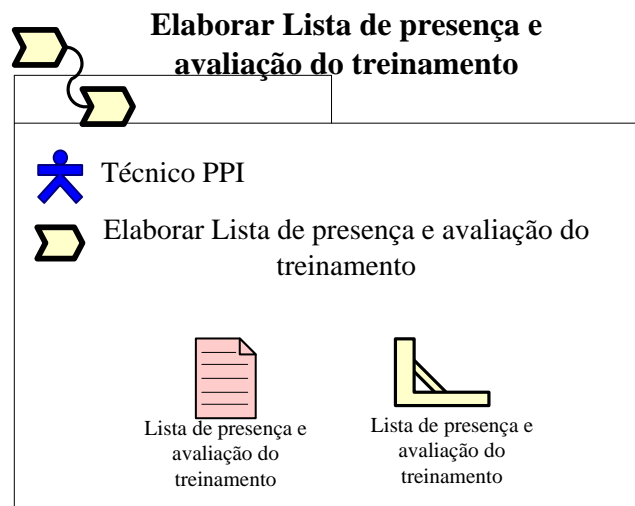 Elaborar Lista de presença e
avaliação do treinamento
Técnico PPI
Elaborar Lista de presença e avaliação do
treinamento
Lista de presença e
avaliação do
treinamento
Lista de presença e
avaliação do
treinamento